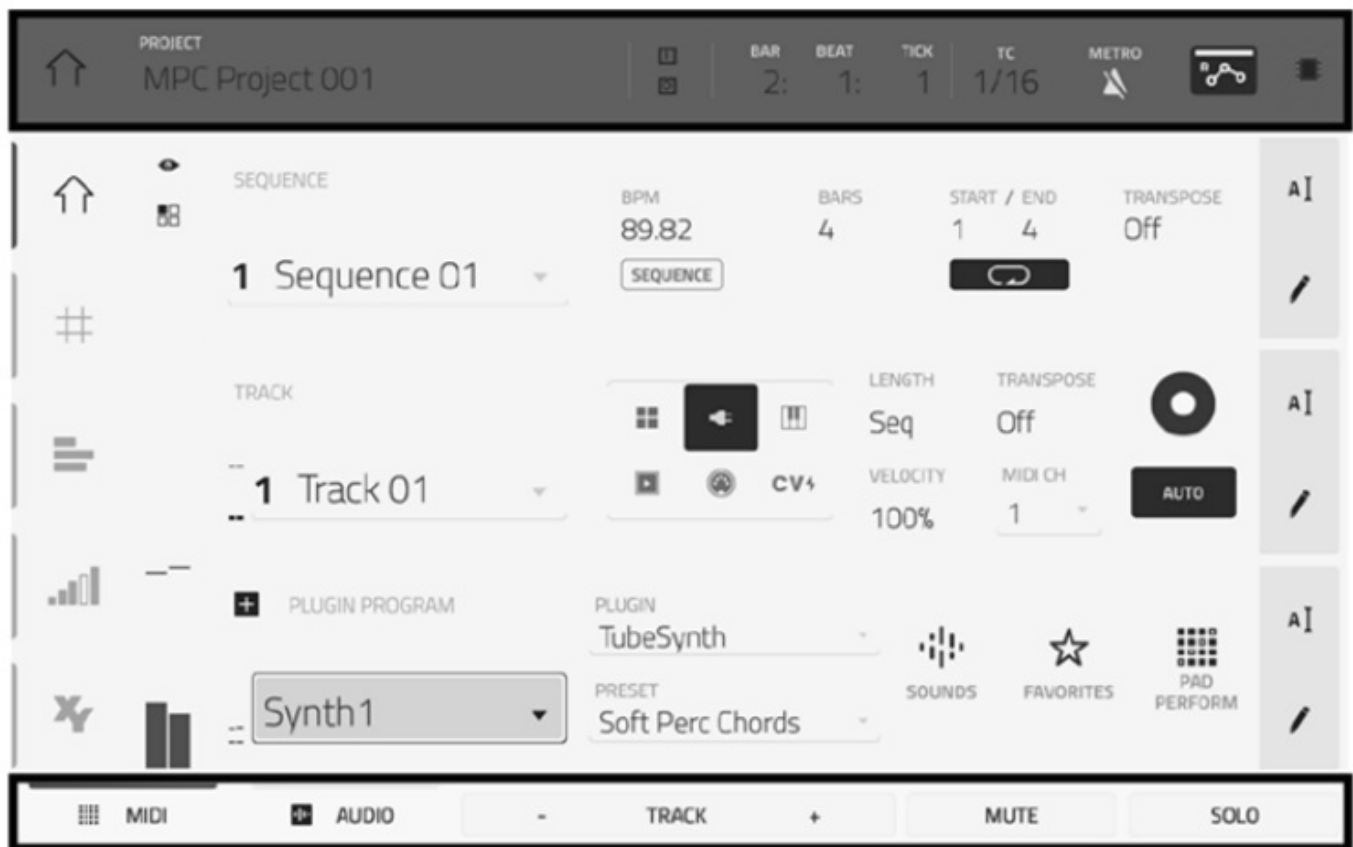 PROJECT
MPC Project 001
BAR BEAT TICK TC METRO
2: 1: 1 1/16
SEQUENCE
1 Sequence 01
BPM BARS START / END TRANSPOSE
89.82 4 1 4 Off
SEQUENCE
TRACK
1 Track 01
CV
LENGTH TRANSPOSE
Seq Off
VELOCITY MIDI CH
100% 1
AUTO
PLUGIN PROGRAM
Synth1
PLUGIN
TubeSynth
PRESET
Soft Perc Chords
SOUNDS FAVORITES PAD
PERFORM
A
A
A
XY
MIDI AUDIO - TRACK + MUTE SOLO